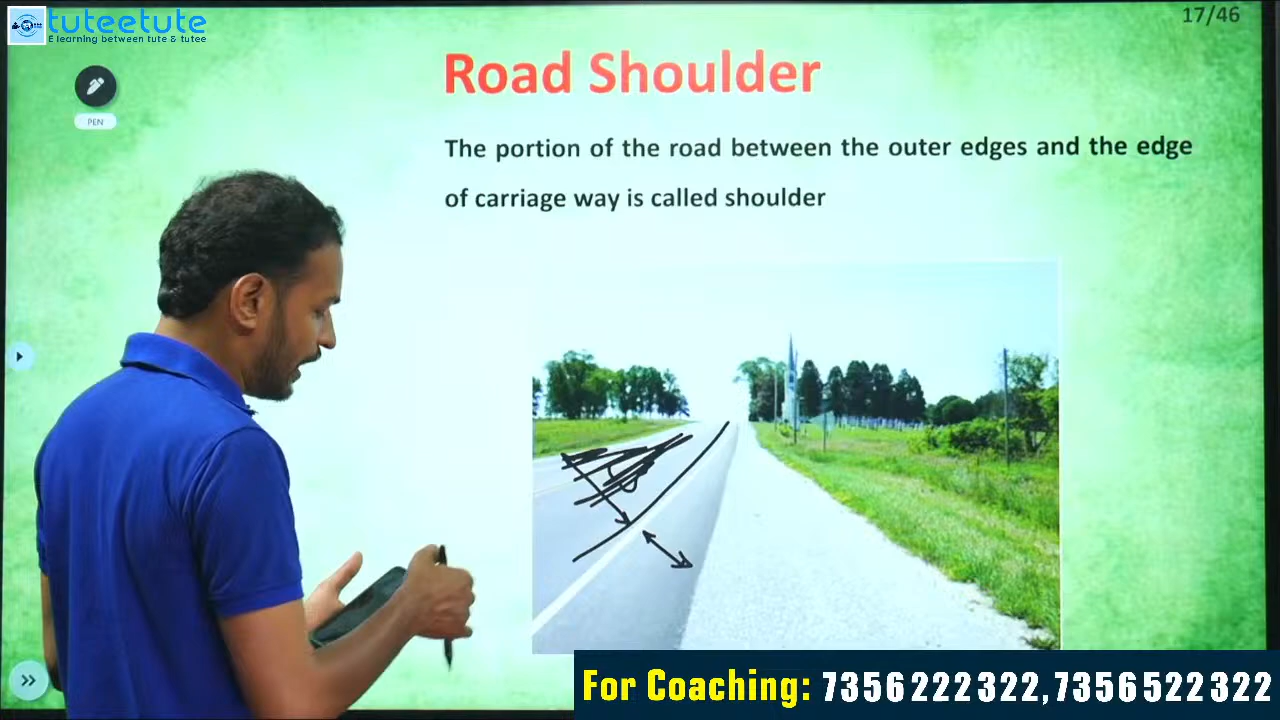 tuteetute
E learning between tute & tutee
17/46
Road Shoulder
PEN
The portion of the road between the outer edges and the edge
of carriage way is called shoulder
For Coaching: 7356222322,7356522322